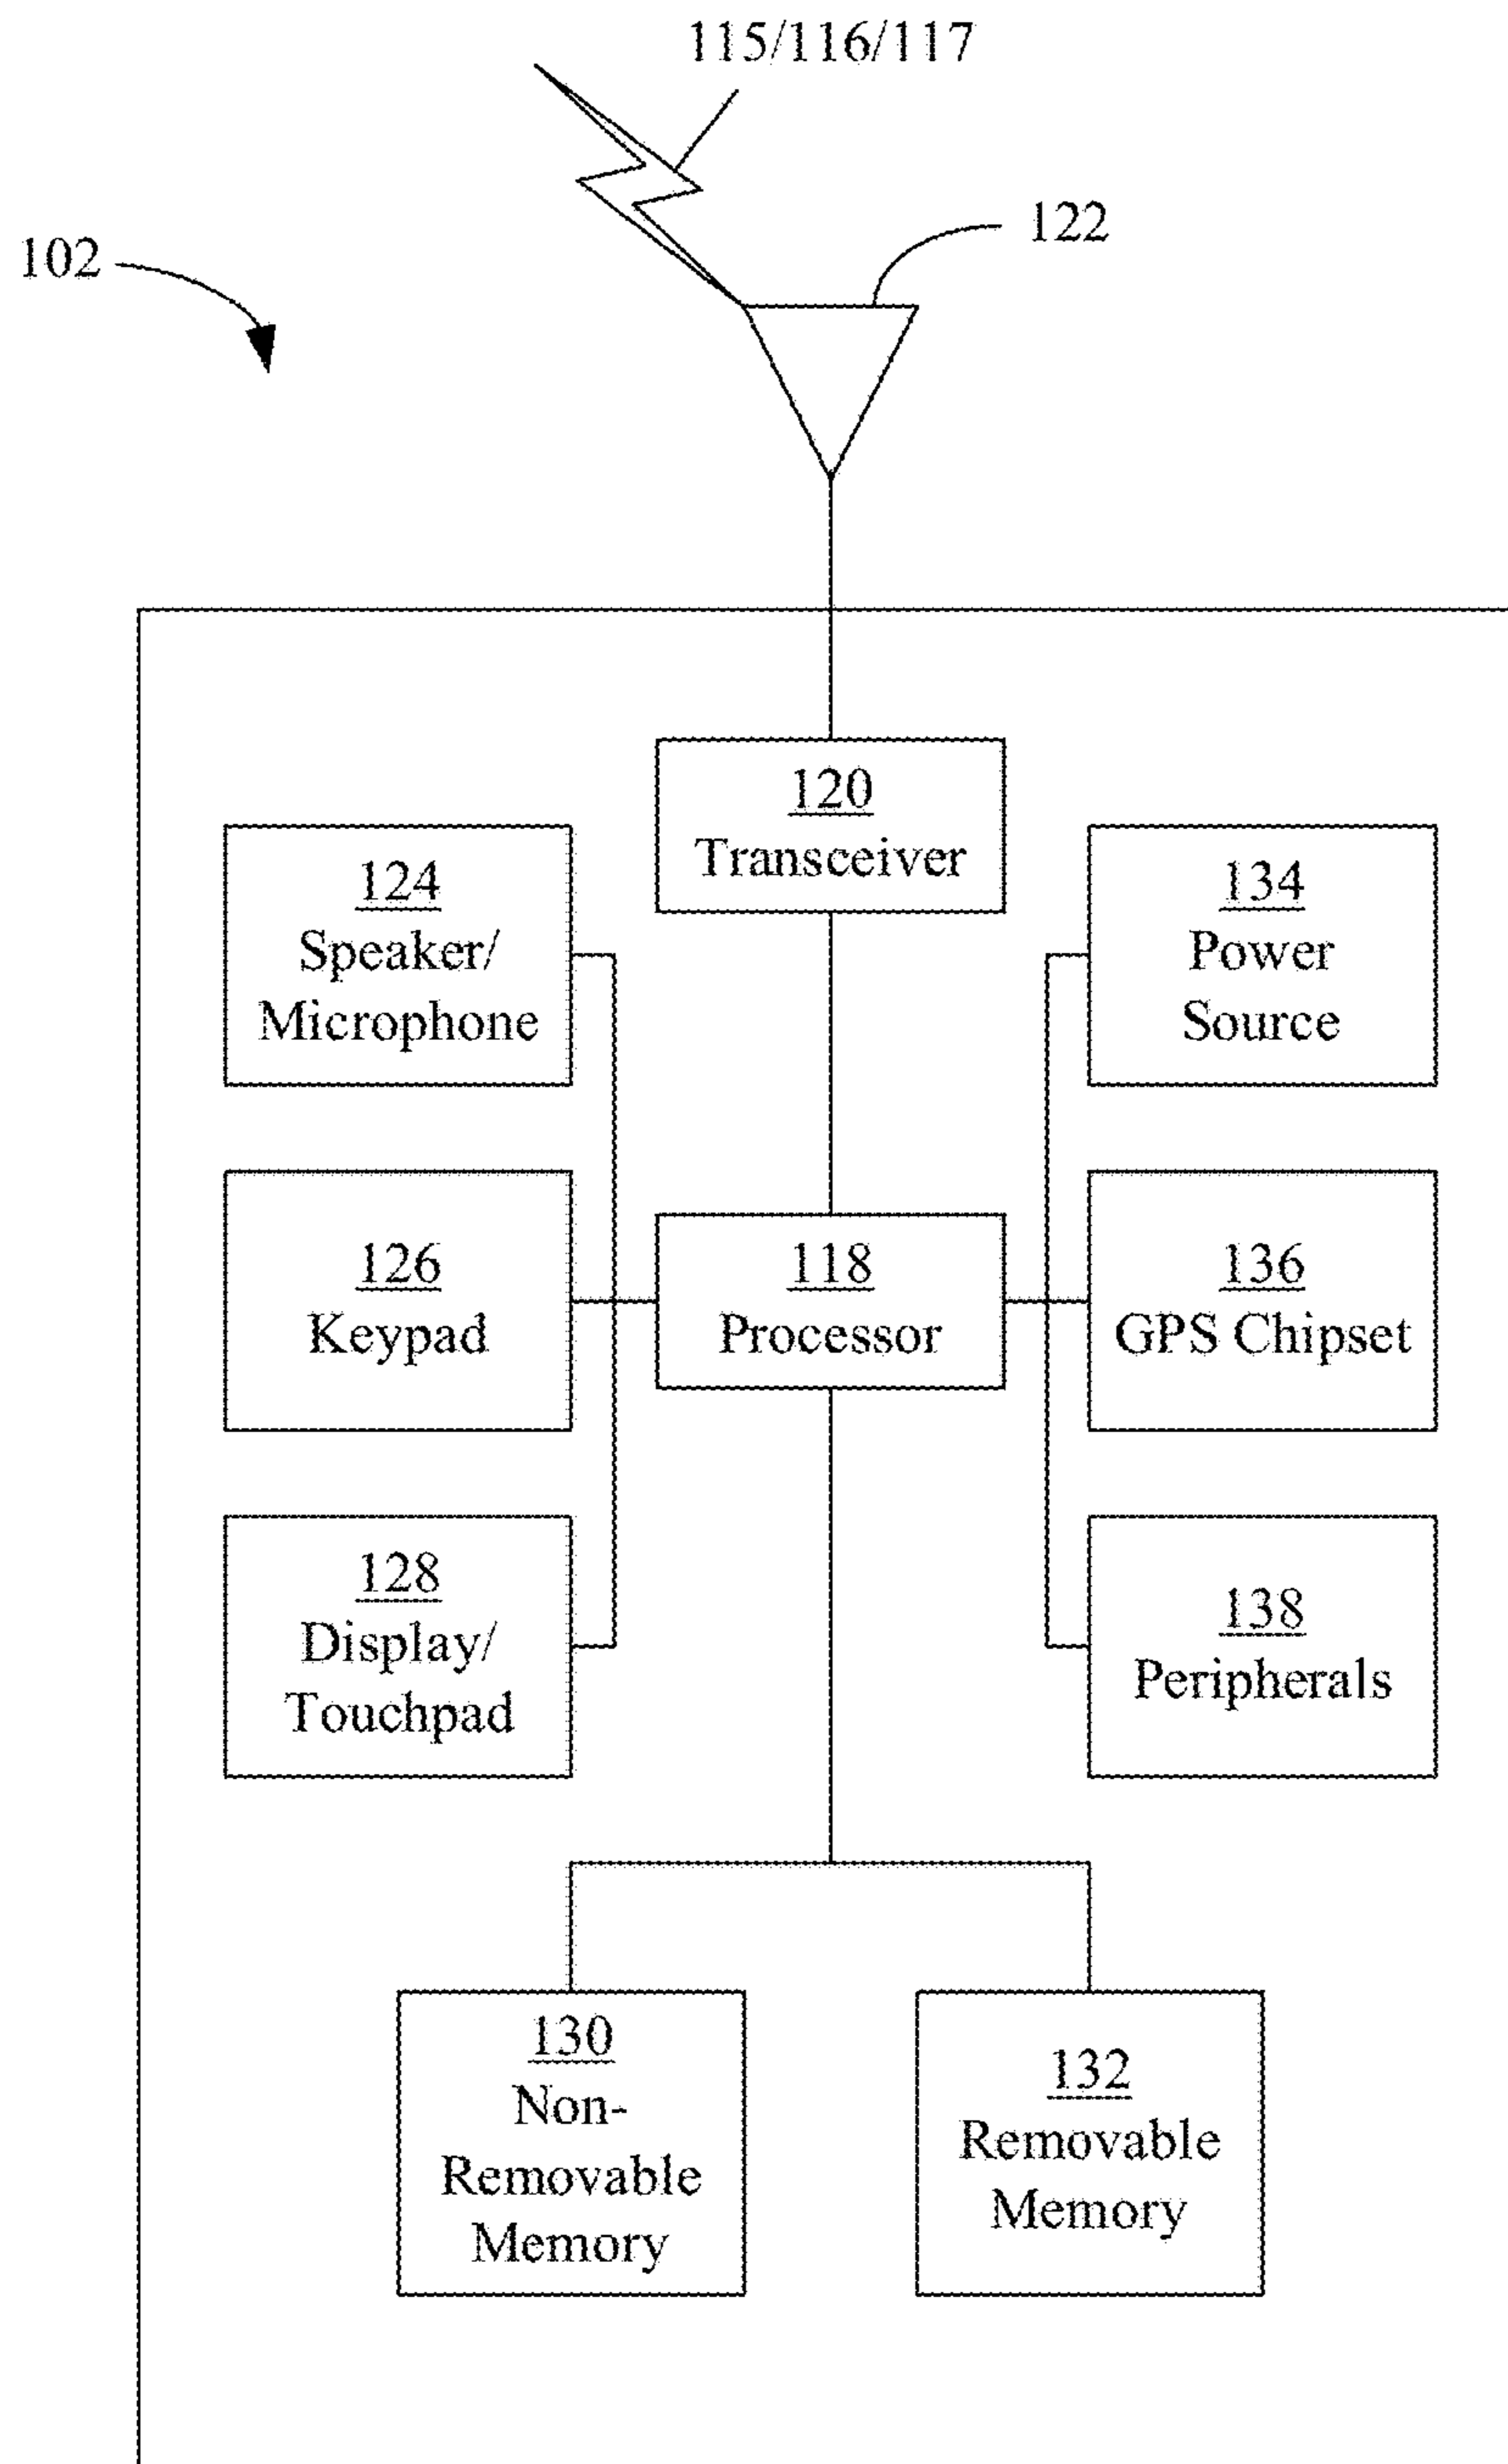 115/116/117
122
102
120
Transceiver
124
Speaker/
Microphone
134
Power
Source
126
Keypad
118
Processor
136
GPS Chipset
128
Display/
Touchpad
138
Peripherals
130
Non-
Removable
Memory
132
Removable
Memory